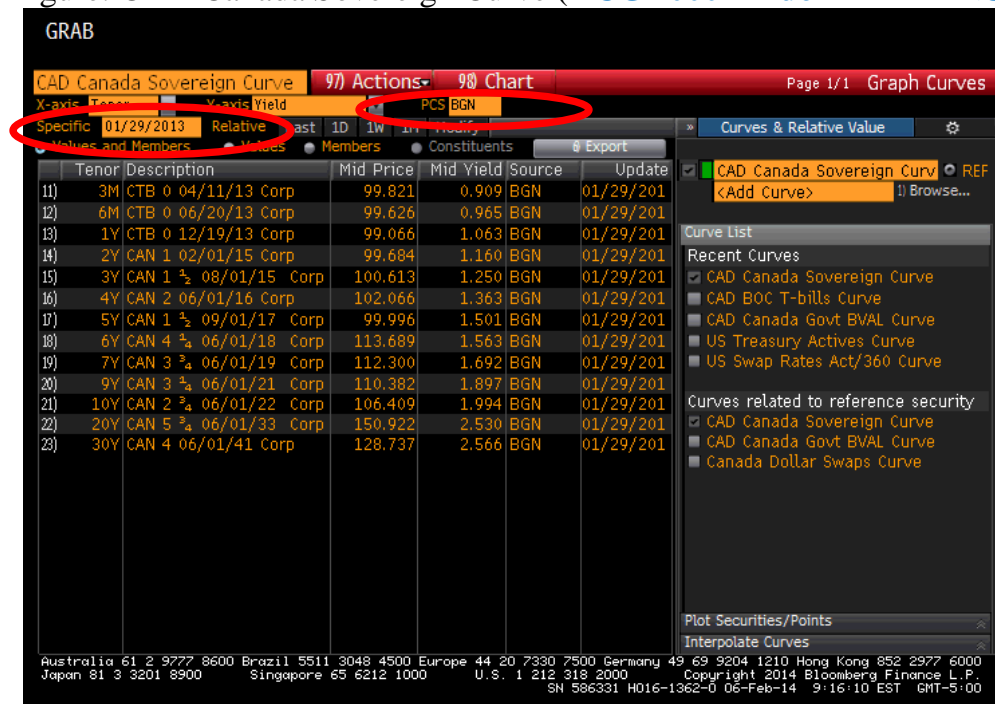 GRAB
CAD Canada Sovereign Curve 97) Actions 98) Chart Page 1/1 Graph Curves
X-axis Tenor Y-axis Yield PCS BGN
Specific 01/29/2013 Relative Last 1D 1W 1M Modify » Curves & Relative Value
Values and Members Values Members Constituents Export
Tenor Description Mid Price Mid Yield Source Update
11) 3M CTB 0 04/11/13 Corp 99.821 0.909 BGN 01/29/201
12) 6M CTB 0 06/20/13 Corp 99.626 0.965 BGN 01/29/201
13) 1Y CTB 0 12/19/13 Corp 99.066 1.063 BGN 01/29/201
14) 2Y CAN 1 02/01/15 Corp 99.684 1.160 BGN 01/29/201
15) 3Y CAN 1 ½ 08/01/15 Corp 100.613 1.250 BGN 01/29/201
16) 4Y CAN 2 06/01/16 Corp 102.066 1.363 BGN 01/29/201
17) 5Y CAN 1 ½ 09/01/17 Corp 99.996 1.501 BGN 01/29/201
18) 6Y CAN 4 ¼ 06/01/18 Corp 113.689 1.563 BGN 01/29/201
19) 7Y CAN 3 ¾ 06/01/19 Corp 112.300 1.692 BGN 01/29/201
20) 9Y CAN 3 ¼ 06/01/21 Corp 110.382 1.897 BGN 01/29/201
21) 10Y CAN 2 ¾ 06/01/22 Corp 106.409 1.994 BGN 01/29/201
22) 20Y CAN 5 ¾ 06/01/33 Corp 150.922 2.530 BGN 01/29/201
23) 30Y CAN 4 06/01/41 Corp 128.737 2.566 BGN 01/29/201
CAD Canada Sovereign Curv REF
<Add Curve> 1) Browse...
Curve List
Recent Curves
CAD Canada Sovereign Curve
CAD BOC T-bills Curve
CAD Canada Govt BVAL Curve
US Treasury Actives Curve
US Swap Rates Act/360 Curve
Curves related to reference security
CAD Canada Sovereign Curve
CAD Canada Govt BVAL Curve
Canada Dollar Swaps Curve
Plot Securities/Points
Interpolate Curves
Australia 61 2 9777 8600 Brazil 5511 3048 4500 Europe 44 20 7330 7500 Germany 49 69 9204 1210 Hong Kong 852 2977 6000
Japan 81 3 3201 8900 Singapore 65 6212 1000 U.S. 1 212 318 2000 Copyright 2014 Bloomberg Finance L.P.
SN 586331 H016-1362-0 06-Feb-14 9:16:10 EST GMT-5:00